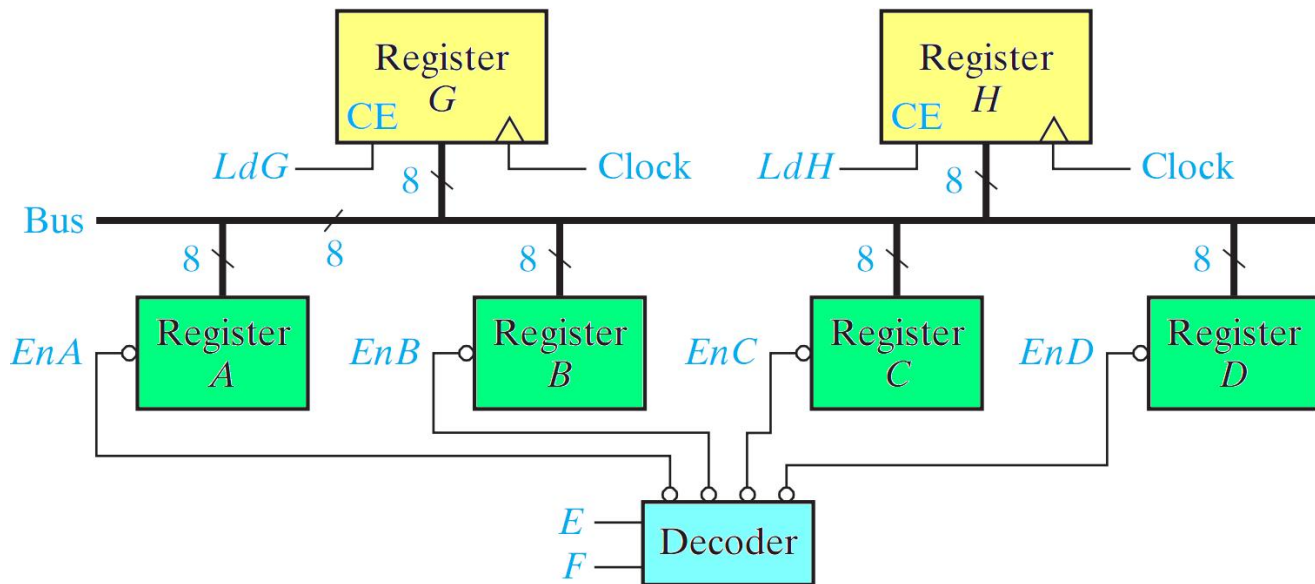 Register
G
CE
LdG
Clock
8
Register
H
CE
LdH
Clock
8
Bus
8
8
8
8
8
EnA
Register
A
EnB
Register
B
EnC
Register
C
EnD
Register
D
E
F
Decoder